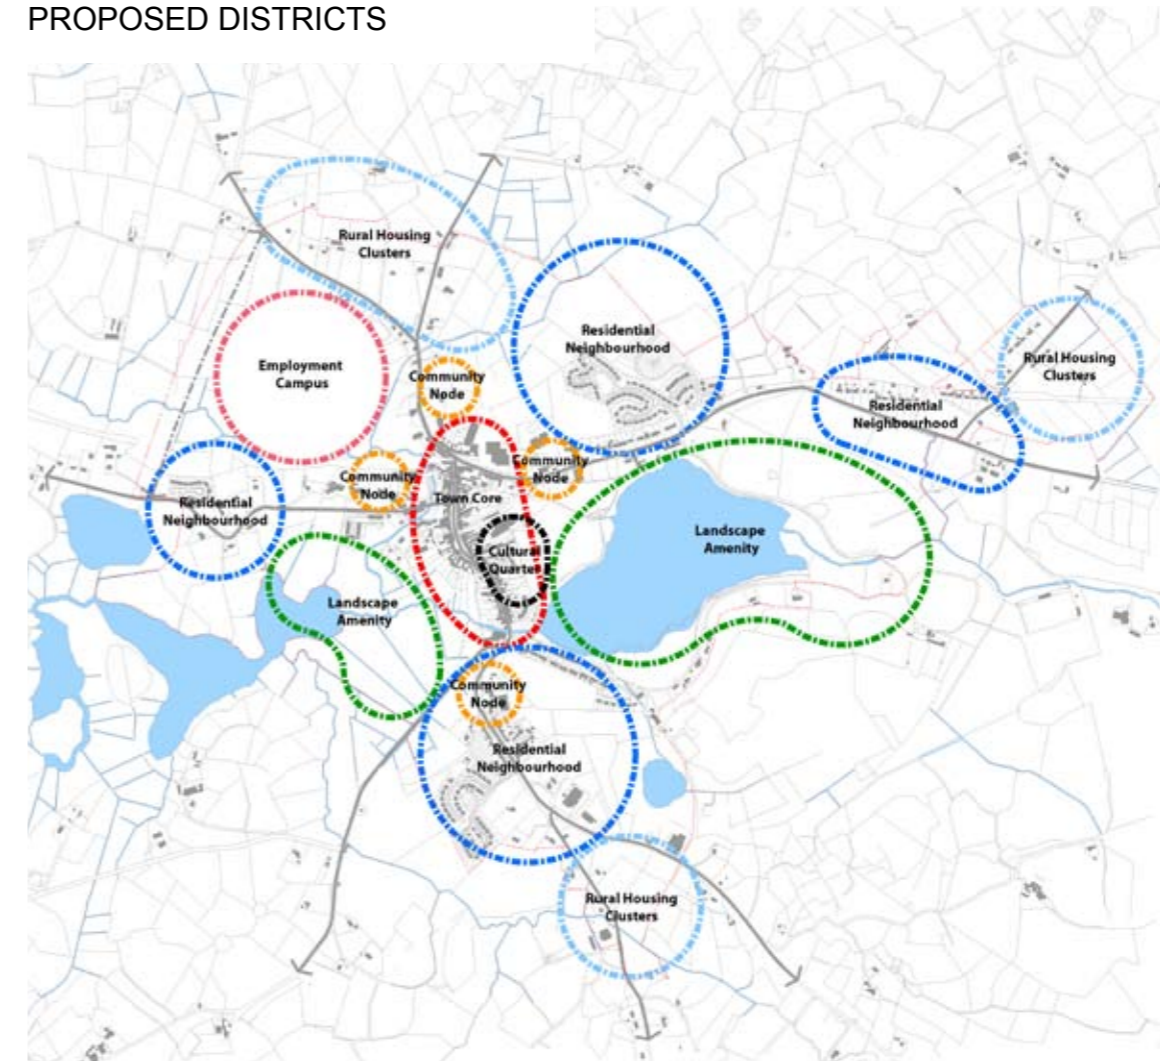 PROPOSED DISTRICTS
Rural Housing
Clusters
Residential
Neighbourhood
Employment
Campus
Community
Node
Rural Housing
Clusters
Residential
Neighbourhood
Community
Node
Community
Node
Town Core
Residential
Neighbourhood
Cultural
Quarter
Landscape
Amenity
Landscape
Amenity
Community
Node
Residential
Neighbourhood
Rural Housing
Clusters